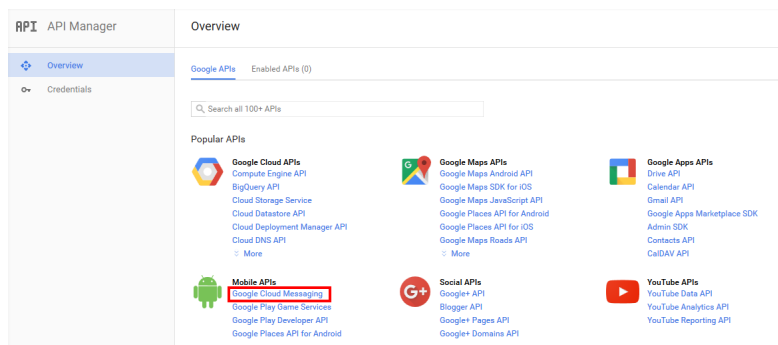 API API Manager
Overview
Overview
Credentials
Google APIs Enabled APIs (0)
Search all 100+ APIs
Popular APIs
Google Cloud APIs
Compute Engine API
BigQuery API
Cloud Storage Service
Cloud Datastore API
Cloud Deployment Manager API
Cloud DNS API
More
Google Maps APIs
Google Maps Android API
Google Maps SDK for iOS
Google Maps JavaScript API
Google Places API for Android
Google Places API for iOS
Google Maps Roads API
More
Google Apps APIs
Drive API
Calendar API
Gmail API
Google Apps Marketplace SDK
Admin SDK
Contacts API
CalDAV API
Mobile APIs
Google Cloud Messaging
Google Play Game Services
Google Play Developer API
Google Places API for Android
G+
Social APIs
Google+ API
Blogger API
Google+ Pages API
Google+ Domains API
YouTube APIs
YouTube Data API
YouTube Analytics API
YouTube Reporting API